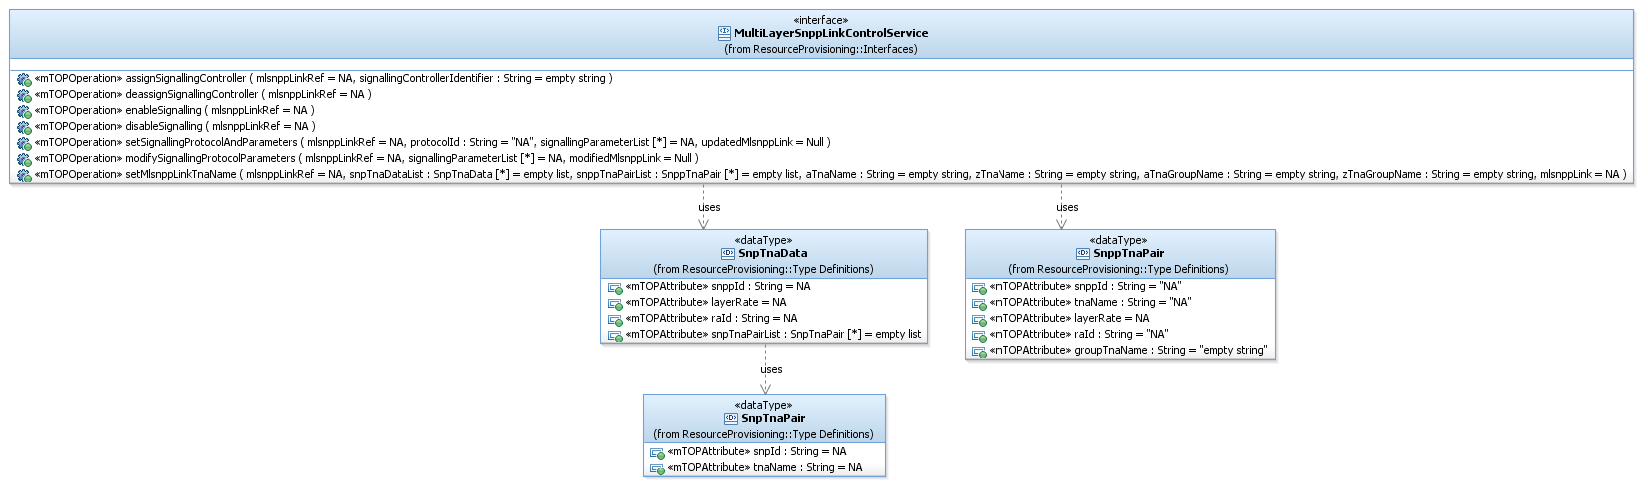 «interface»
MultiLayerSnppLinkControlService
(from ResourceProvisioning::Interfaces)
«mTOPOperation» assignSignallingController ( mlsnppLinkRef = NA, signallingControllerIdentifier : String = empty string )
«mTOPOperation» deassignSignallingController ( mlsnppLinkRef = NA )
«mTOPOperation» enableSignalling ( mlsnppLinkRef = NA )
«mTOPOperation» disableSignalling ( mlsnppLinkRef = NA )
«mTOPOperation» setSignallingProtocolAndParameters ( mlsnppLinkRef = NA, protocolId : String = "NA", signallingParameterList [*] = NA, updatedMlsnppLink = Null )
«mTOPOperation» modifySignallingProtocolParameters ( mlsnppLinkRef = NA, signallingParameterList [*] = NA, modifiedMlsnppLink = Null )
«mTOPOperation» setMlsnppLinkTnaName ( mlsnppLinkRef = NA, snpTnaDataList : SnpTnaData [*] = empty list, snppTnaPairList : SnppTnaPair [*] = empty list, aTnaName : String = empty string, zTnaName : String = empty string, aTnaGroupName : String = empty string, zTnaGroupName : String = empty string, mlsnppLink = NA )
uses
uses
«dataType»
SnpTnaData
(from ResourceProvisioning::Type Definitions)
«mTOPAttribute» snppId : String = NA
«mTOPAttribute» layerRate = NA
«mTOPAttribute» raId : String = NA
«mTOPAttribute» snpTnaPairList : SnpTnaPair [*] = empty list
«dataType»
SnppTnaPair
(from ResourceProvisioning::Type Definitions)
«mTOPAttribute» snppId : String = "NA"
«mTOPAttribute» tnaName : String = "NA"
«mTOPAttribute» layerRate = NA
«mTOPAttribute» raId : String = "NA"
«mTOPAttribute» groupTnaName : String = "empty string"
uses
«dataType»
SnpTnaPair
(from ResourceProvisioning::Type Definitions)
«mTOPAttribute» snpId : String = NA
«mTOPAttribute» tnaName : String = NA